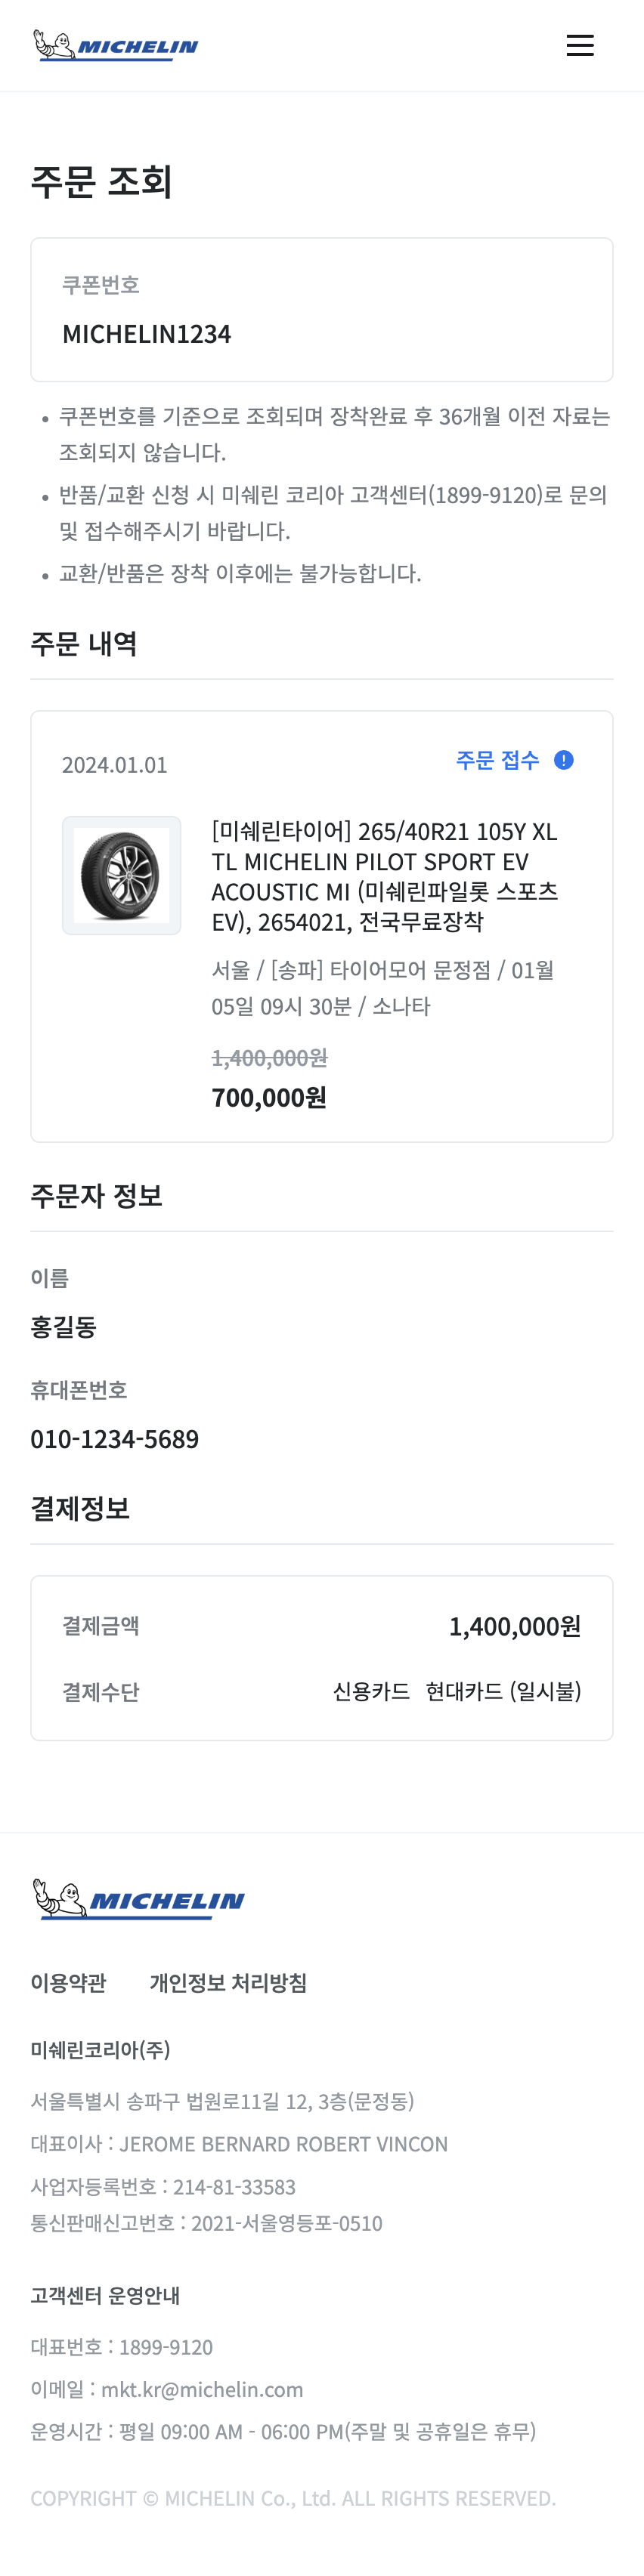 MICHELIN
주문 조회
쿠폰번호
MICHELIN1234
• 쿠폰번호를 기준으로 조회되며 장착완료 후 36개월 이전 자료는
조회되지 않습니다.
• 반품/교환 신청 시 미쉐린 코리아 고객센터(1899-9120)로 문의
및 접수해주시기 바랍니다.
• 교환/반품은 장착 이후에는 불가능합니다.
주문 내역
2024.01.01
주문 접수
[미쉐린타이어] 265/40R21 105Y XL
TL MICHELIN PILOT SPORT EV
ACOUSTIC MI (미쉐린파일롯 스포츠
EV), 2654021, 전국무료장착
서울 / [송파] 타이어모어 문정점 / 01월
05일 09시 30분 / 소나타
1,400,000원
700,000원
주문자 정보
이름
홍길동
휴대폰번호
010-1234-5689
결제정보
결제금액 1,400,000원
결제수단 신용카드 현대카드 (일시불)
MICHELIN
이용약관 개인정보 처리방침
미쉐린코리아(주)
서울특별시 송파구 법원로11길 12, 3층(문정동)
대표이사 : JEROME BERNARD ROBERT VINCON
사업자등록번호 : 214-81-33583
통신판매신고번호 : 2021-서울영등포-0510
고객센터 운영안내
대표번호 : 1899-9120
이메일 : mkt.kr@michelin.com
운영시간 : 평일 09:00 AM - 06:00 PM(주말 및 공휴일은 휴무)
COPYRIGHT © MICHELIN Co., Ltd. ALL RIGHTS RESERVED.